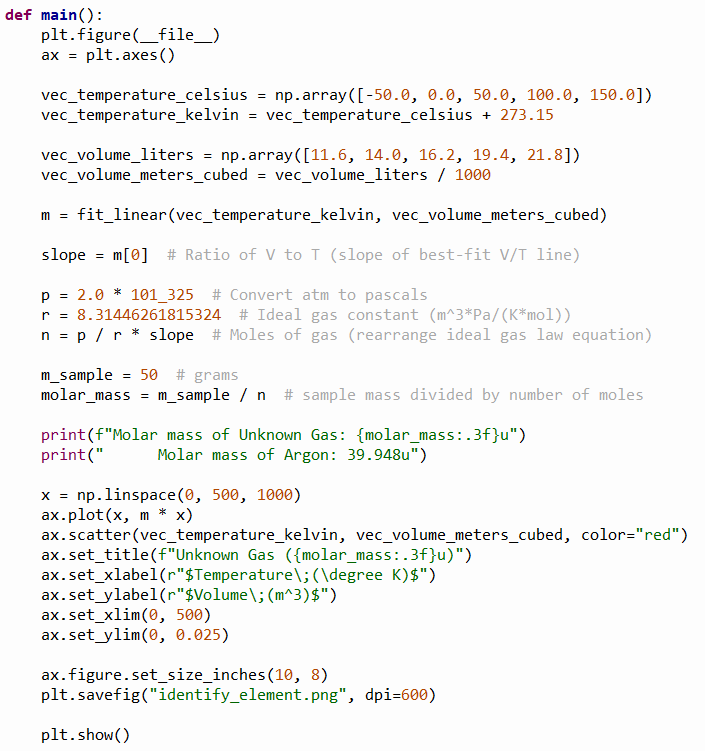 def main():
    plt.figure(__file__)
    ax = plt.axes()

    vec_temperature_celsius = np.array([-50.0, 0.0, 50.0, 100.0, 150.0])
    vec_temperature_kelvin = vec_temperature_celsius + 273.15

    vec_volume_liters = np.array([11.6, 14.0, 16.2, 19.4, 21.8])
    vec_volume_meters_cubed = vec_volume_liters / 1000

    m = fit_linear(vec_temperature_kelvin, vec_volume_meters_cubed)

    slope = m[0]  # Ratio of V to T (slope of best-fit V/T line)

    p = 2.0 * 101_325  # Convert atm to pascals
    r = 8.31446261815324  # Ideal gas constant (m^3*Pa/(K*mol))
    n = p / r * slope  # Moles of gas (rearrange ideal gas law equation)

    m_sample = 50  # grams
    molar_mass = m_sample / n  # sample mass divided by number of moles

    print(f"Molar mass of Unknown Gas: {molar_mass:.3f}u")
    print("      Molar mass of Argon: 39.948u")

    x = np.linspace(0, 500, 1000)
    ax.plot(x, m * x)
    ax.scatter(vec_temperature_kelvin, vec_volume_meters_cubed, color="red")
    ax.set_title(f"Unknown Gas ({molar_mass:.3f}u)")
    ax.set_xlabel(r"$Temperature\;(\degree K)$")
    ax.set_ylabel(r"$Volume\;(m^3)$")
    ax.set_xlim(0, 500)
    ax.set_ylim(0, 0.025)

    ax.figure.set_size_inches(10, 8)
    plt.savefig("identify_element.png", dpi=600)

    plt.show()